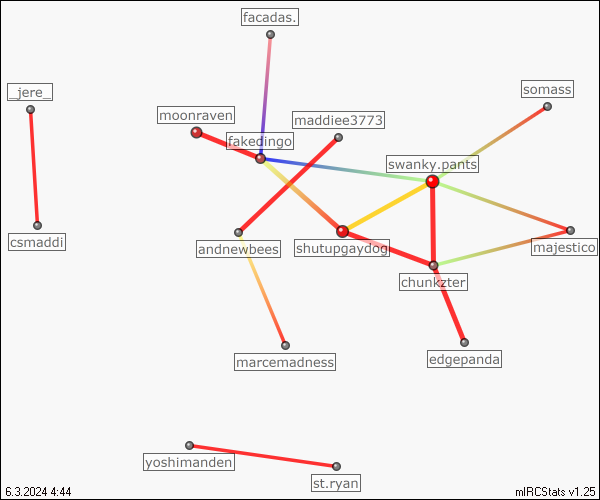 facadas.
_jere_
somass
moonraven
maddiee3773
fakedingo
swanky.pants
csmaddi
andnewbees
shutupgaydog
majestico
chunkzter
marcemadness
edgepanda
yoshimanden
st.ryan
6.3.2024 4:44
mIRCStats v1.25